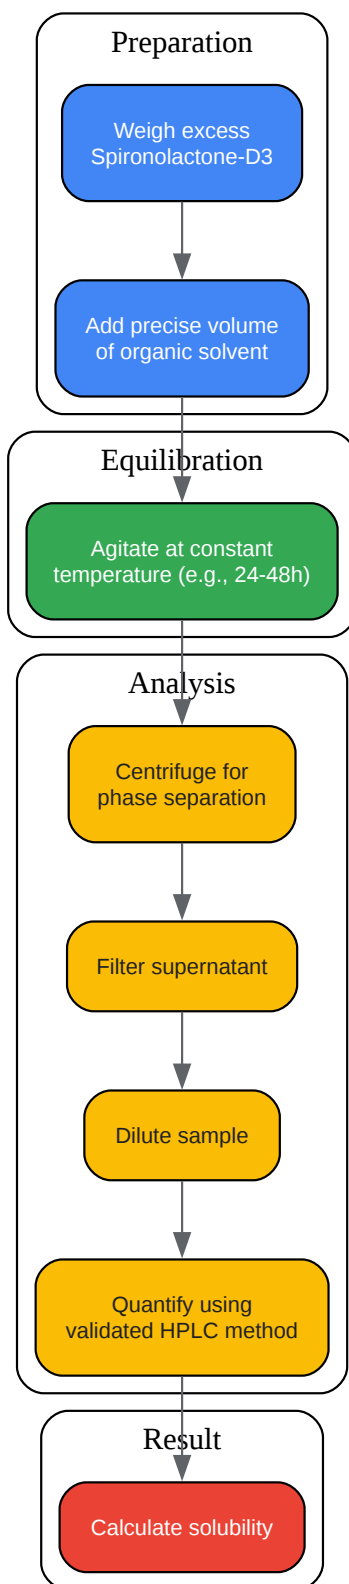 Preparation
Weigh excess
Spironolactone-D3
Add precise volume
of organic solvent
Equilibration
Agitate at constant
temperature (e.g., 24-48h)
Analysis
Centrifuge for
phase separation
Filter supernatant
Dilute sample
Quantify using
validated HPLC method
Result
Calculate solubility